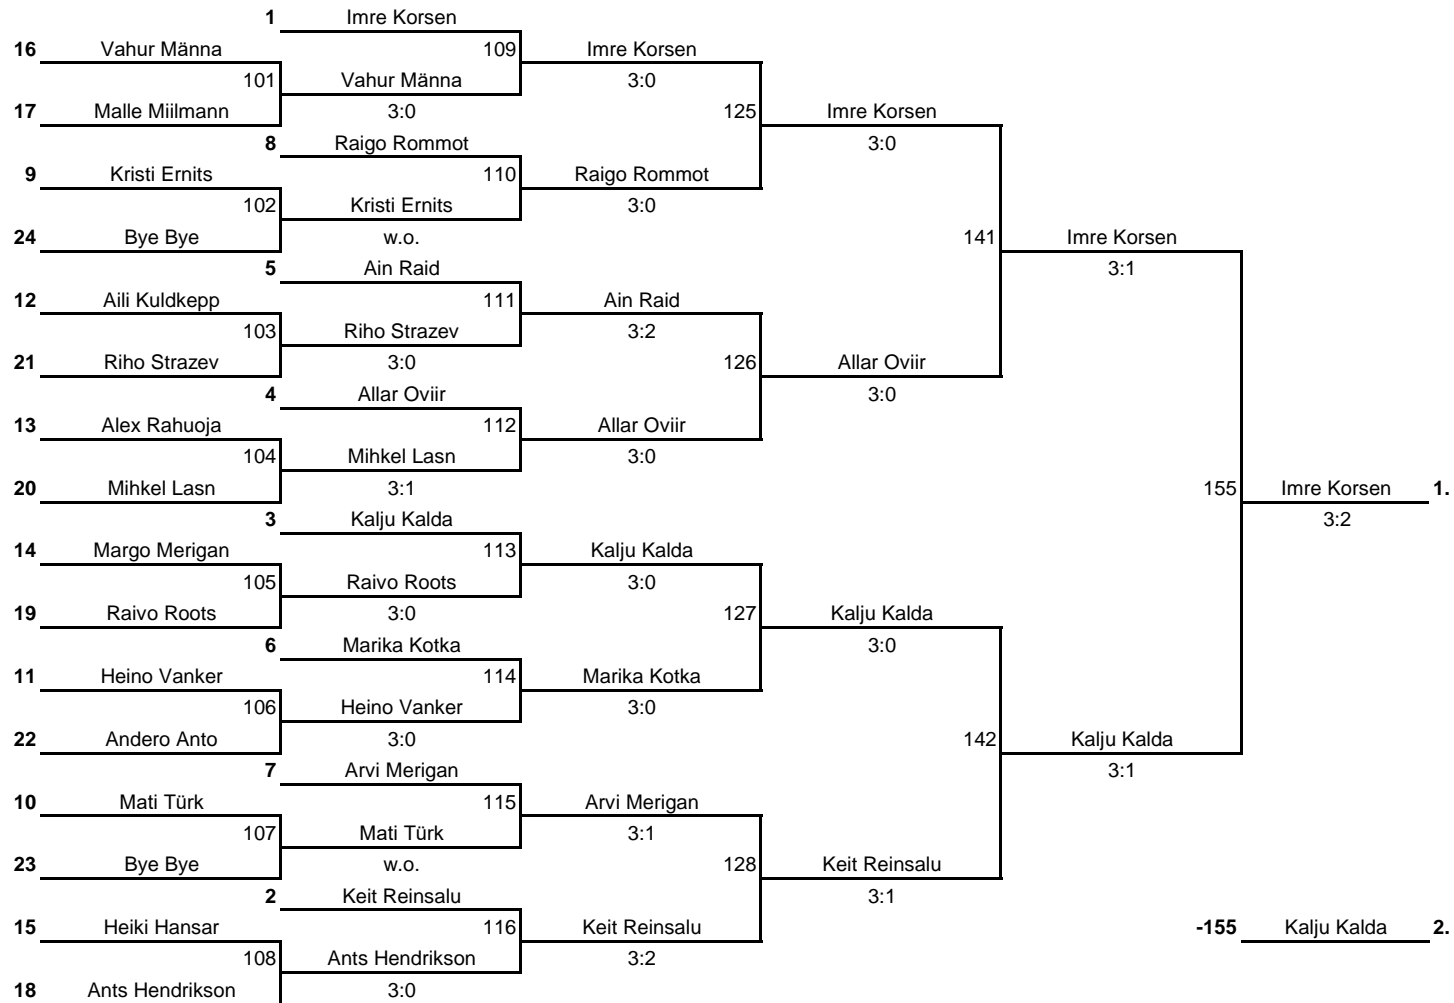 1 Imre Korsen
16 Vahur Männa 109 Imre Korsen
101 Vahur Männa 3:0
17 Malle Miilmann 3:0 125 Imre Korsen
8 Raigo Rommot 3:0
9 Kristi Ernits 110 Raigo Rommot
102 Kristi Ernits 3:0
24 Bye Bye w.o. 141 Imre Korsen
5 Ain Raid 3:1
12 Aili Kuldkepp 111 Ain Raid
103 Riho Strazev 3:2
21 Riho Strazev 3:0 126 Allar Oviir
4 Allar Oviir 3:0
13 Alex Rahuoja 112 Allar Oviir
104 Mihkel Lasn 3:0
20 Mihkel Lasn 3:1 155 Imre Korsen 1.
3 Kalju Kalda 3:2
14 Margo Merigan 113 Kalju Kalda
105 Raivo Roots 3:0
19 Raivo Roots 3:0 127 Kalju Kalda
6 Marika Kotka 3:0
11 Heino Vanker 114 Marika Kotka
106 Heino Vanker 3:0
22 Andero Anto 3:0 142 Kalju Kalda
7 Arvi Merigan 3:1
10 Mati Türk 115 Arvi Merigan
107 Mati Türk 3:1
23 Bye Bye w.o. 128 Keit Reinsalu
2 Keit Reinsalu 3:1
15 Heiki Hansar 116 Keit Reinsalu -155 Kalju Kalda 2.
108 Ants Hendrikson 3:2
18 Ants Hendrikson 3:0